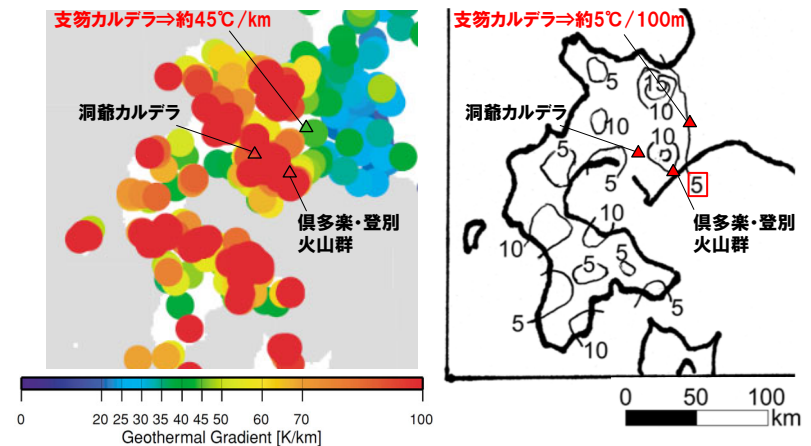 支笏カルデラ⇒約45℃/km
洞爺カルデラ
倶多楽・登別
火山群
0 20 25 30 35 40 45 50 60 70 100
Geothermal Gradient [K/km]
支笏カルデラ⇒約5℃/100m
洞爺カルデラ
倶多楽・登別
火山群
5
15
10
10
10
5
5
5
10
5
5
5
10
5
0 50 100
km